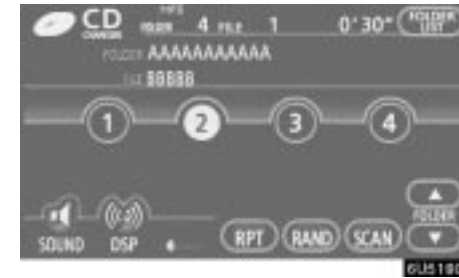 MP3
CD CHANGER FOLDER 4 FILE 1 0'30" FOLDER LIST
FOLDER AAAAAAAAAAA
FILE BBBBB
1 2 3 4
FOLDER
SOUND DSP RPT RAND SCAN
6U5180